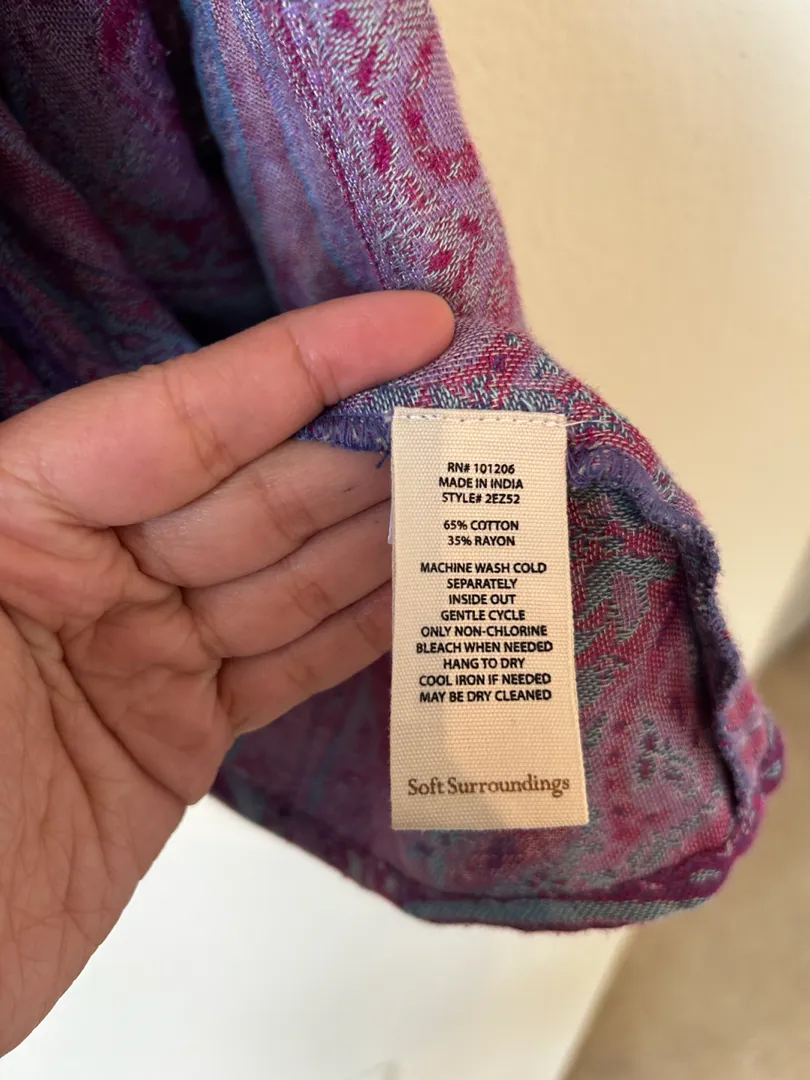 RN# 101206
MADE IN INDIA
STYLE# 2EZ52
65% COTTON
35% RAYON
MACHINE WASH COLD
SEPARATELY
INSIDE OUT
GENTLE CYCLE
ONLY NON-CHLORINE
BLEACH WHEN NEEDED
HANG TO DRY
COOL IRON IF NEEDED
MAY BE DRY CLEANED
Soft Surroundings